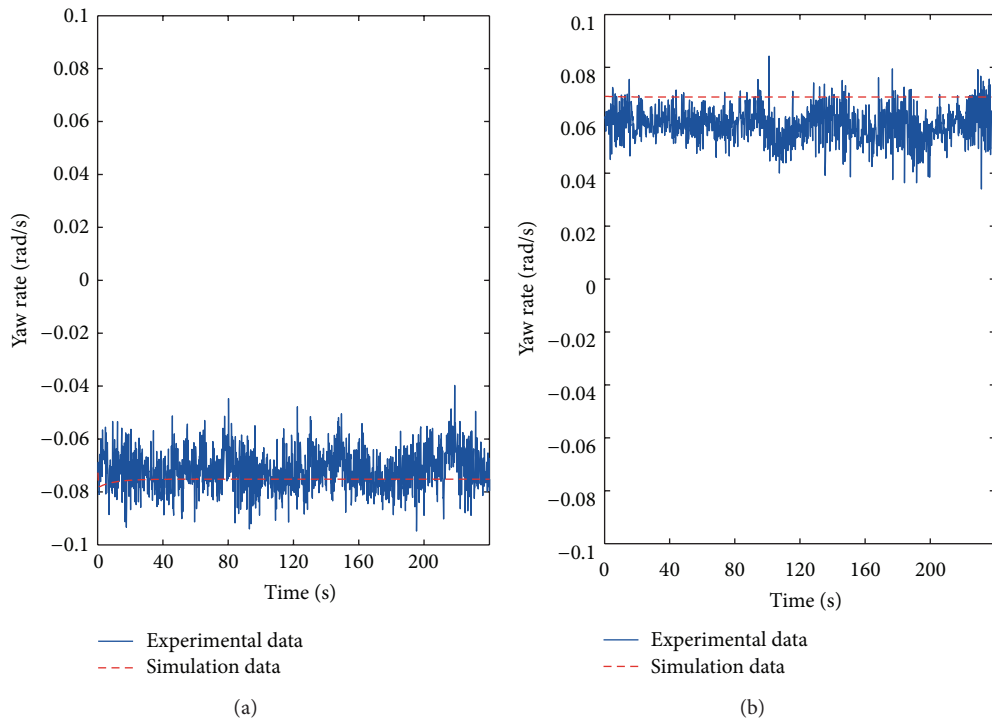 0.1
0.08
0.06
0.04
0.02
0
−0.02
−0.04
−0.06
−0.08
−0.1
Yaw rate (rad/s)
0 40 80 120 160 200
Time (s)
Experimental data
Simulation data
(a)
0.1
0.08
0.06
0.04
0.02
0
−0.02
−0.04
−0.06
−0.08
−0.1
Yaw rate (rad/s)
0 40 80 120 160 200
Time (s)
Experimental data
Simulation data
(b)